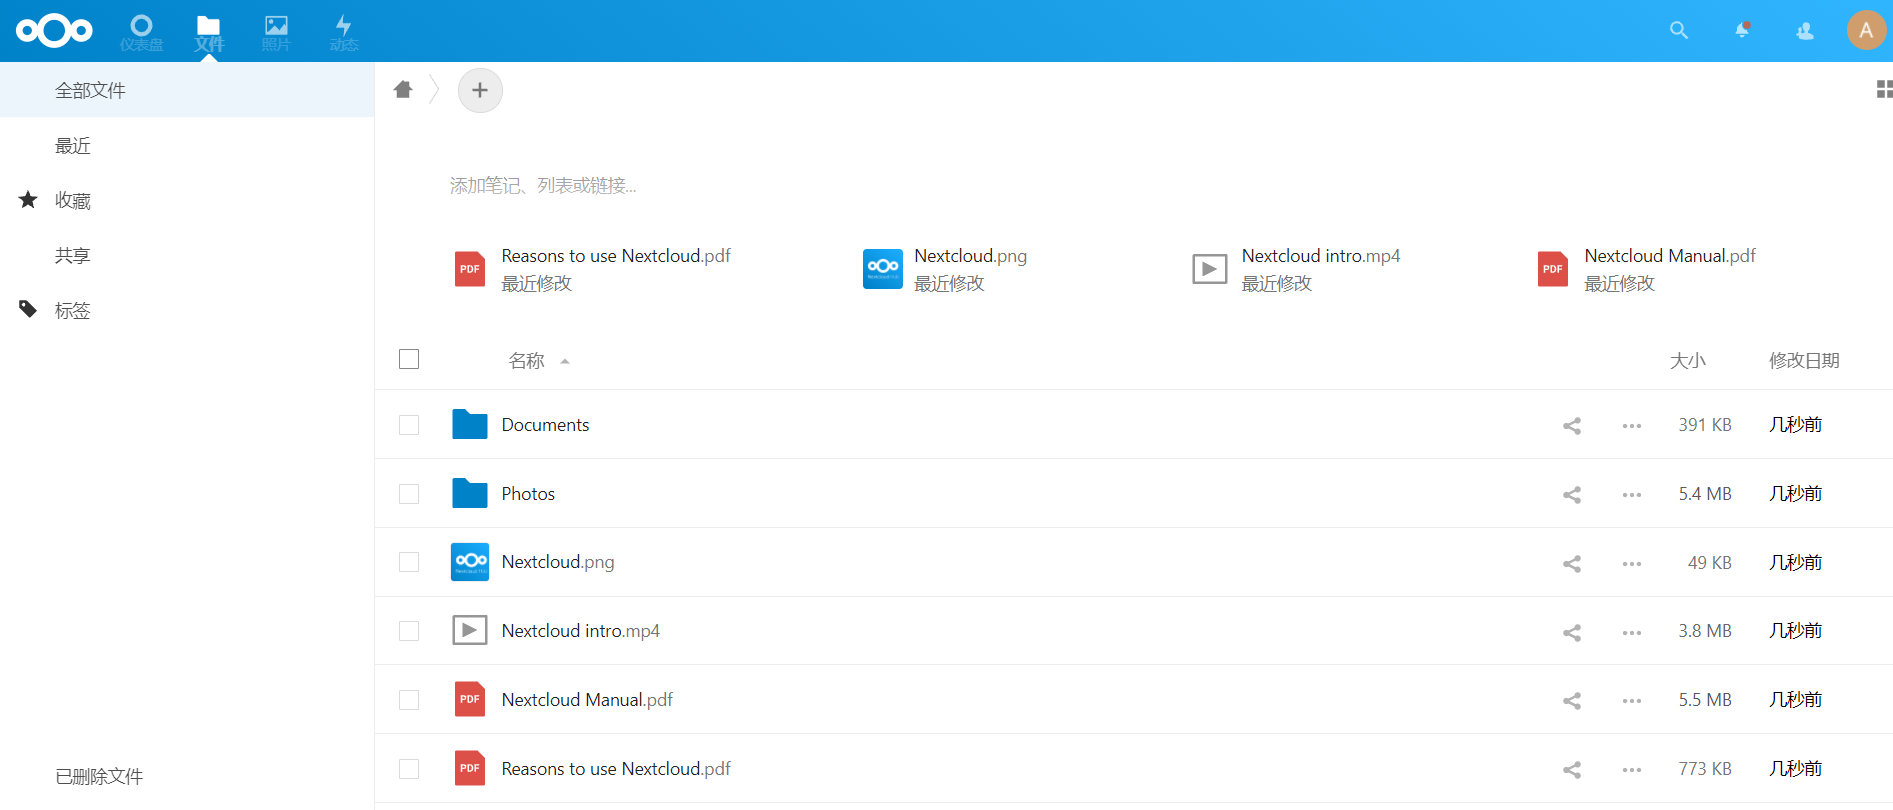 仪表盘 文件 照片 动态 A
全部文件
最近
收藏
共享
标签
已删除文件
添加笔记、列表或链接...
PDF Reasons to use Nextcloud.pdf
最近修改
Nextcloud.png
最近修改
Nextcloud intro.mp4
最近修改
PDF Nextcloud Manual.pdf
最近修改
名称 大小 修改日期
Documents 391 KB 几秒前
Photos 5.4 MB 几秒前
Nextcloud.png 49 KB 几秒前
Nextcloud intro.mp4 3.8 MB 几秒前
PDF Nextcloud Manual.pdf 5.5 MB 几秒前
PDF Reasons to use Nextcloud.pdf 773 KB 几秒前